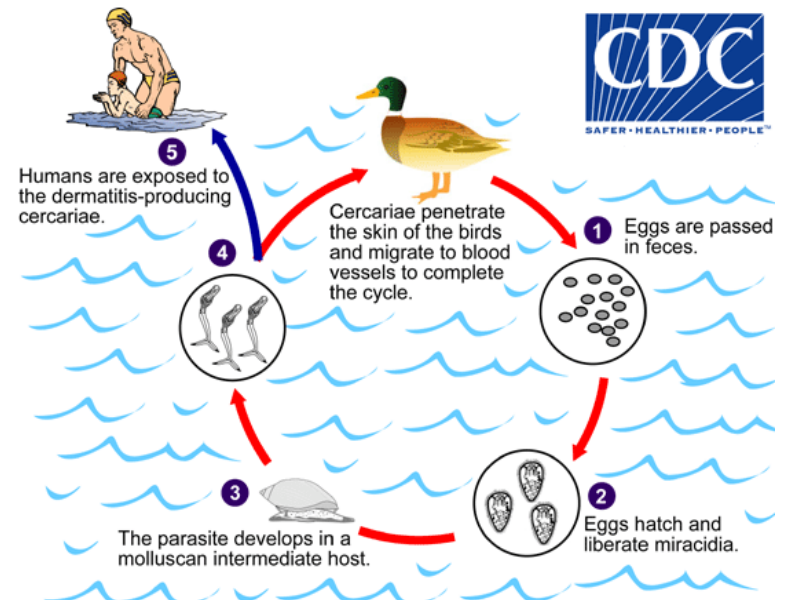 CDC
SAFER • HEALTHIER • PEOPLE™
5
Humans are exposed to
the dermatitis-producing
cercariae.
4
Cercariae penetrate
the skin of the birds
and migrate to blood
vessels to complete
the cycle.
1
Eggs are passed
in feces.
2
Eggs hatch and
liberate miracidia.
3
The parasite develops in a
molluscan intermediate host.